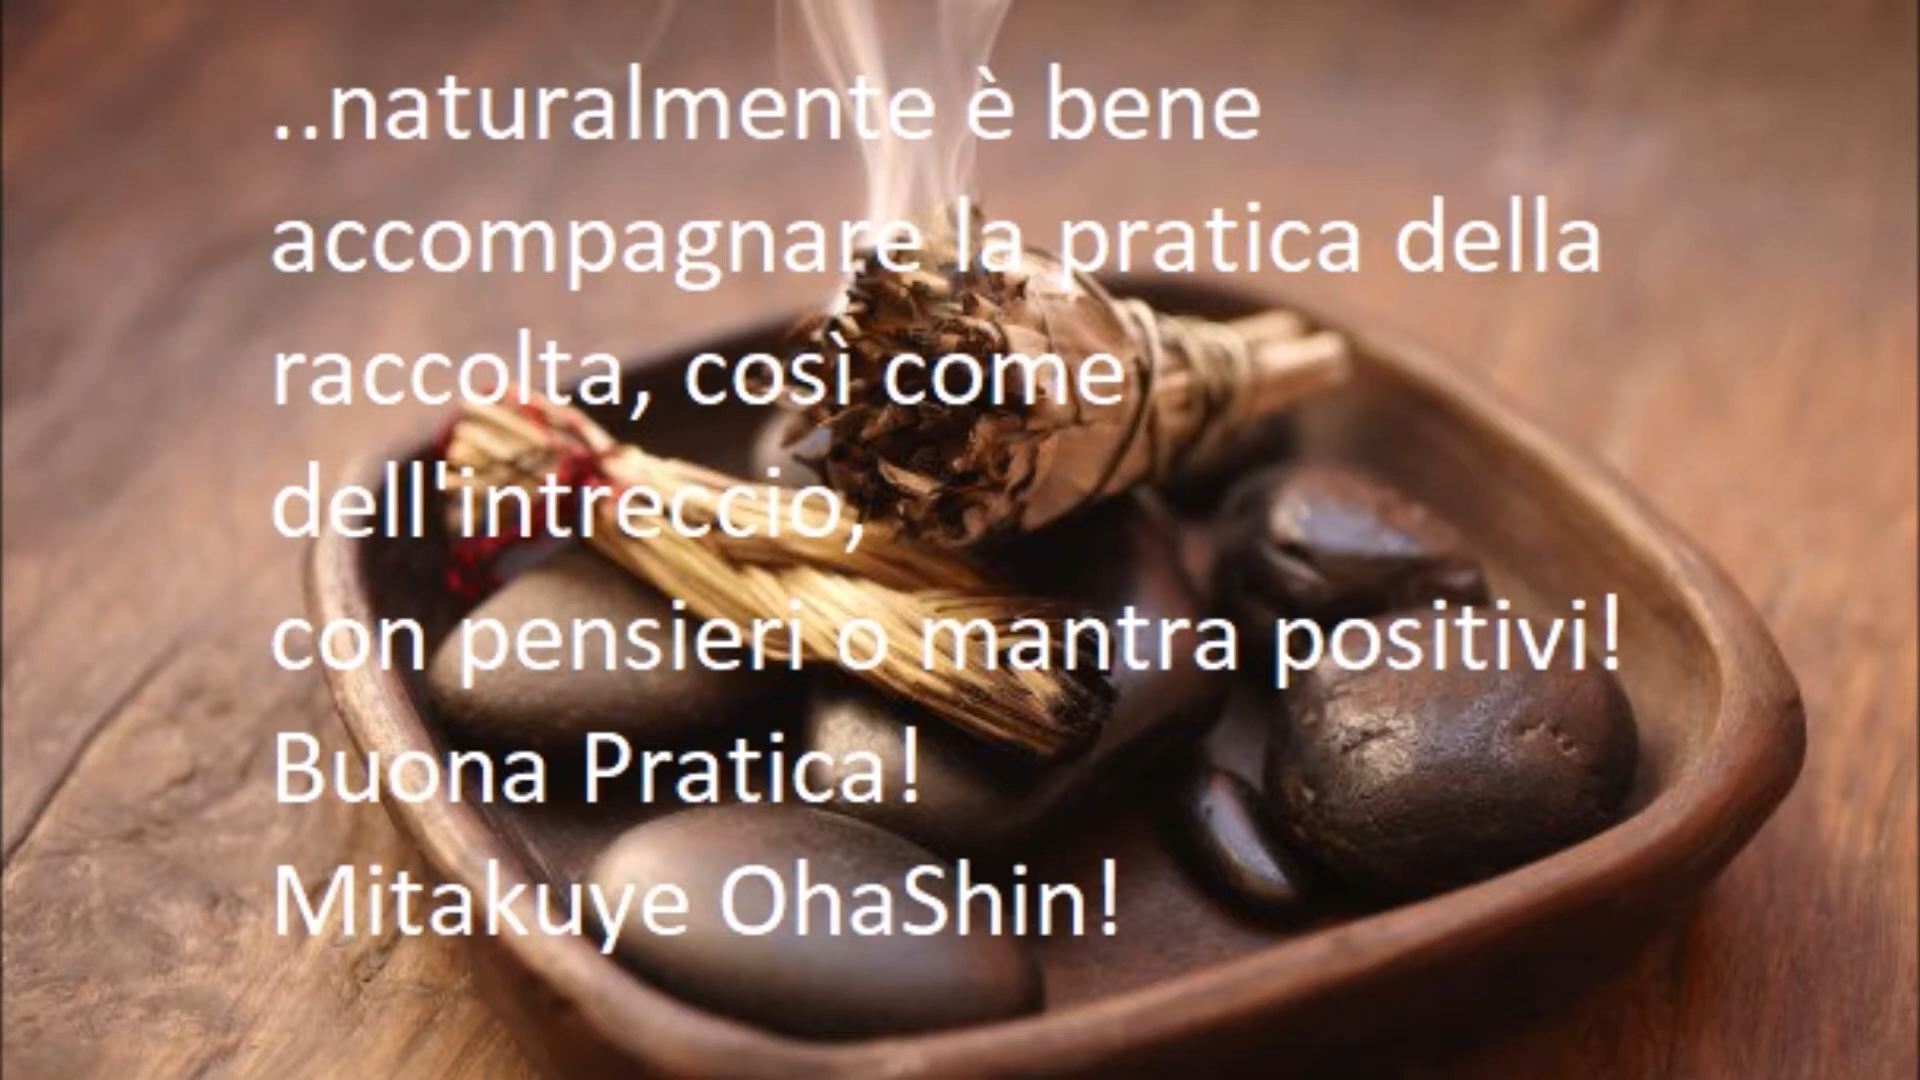 ..naturalmente è bene
accompagnare la pratica della
raccolta, così come
dell'intreccio,
con pensieri o mantra positivi!
Buona Pratica!
Mitakuye OhaShin!